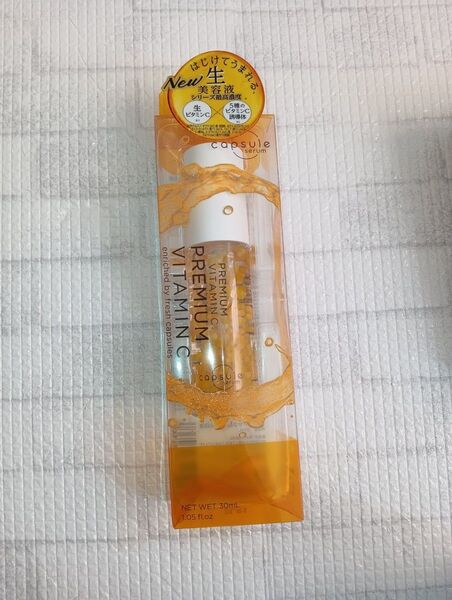 はじけてうまれる、
New 生
美容液
シリーズ最高濃度
生
ビタミンC
5種の
ビタミンC
誘導体
capsule
serum
PREMIUM
VITAMIN C
enriched by fresh capsules
PREMIUM
VITAMIN C
capsule
NET WET.30mL
1.05 fl.oz